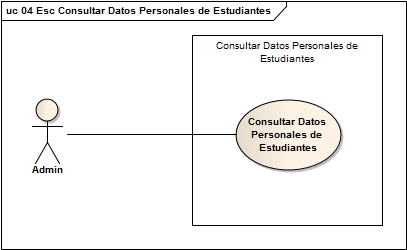 uc 04 Esc Consultar Datos Personales de Estudiantes
Consultar Datos Personales de
Estudiantes
Consultar Datos
Personales de
Estudiantes
Admin